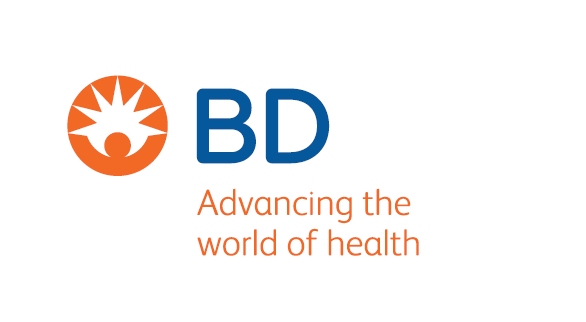 BD
Advancing the
world of health